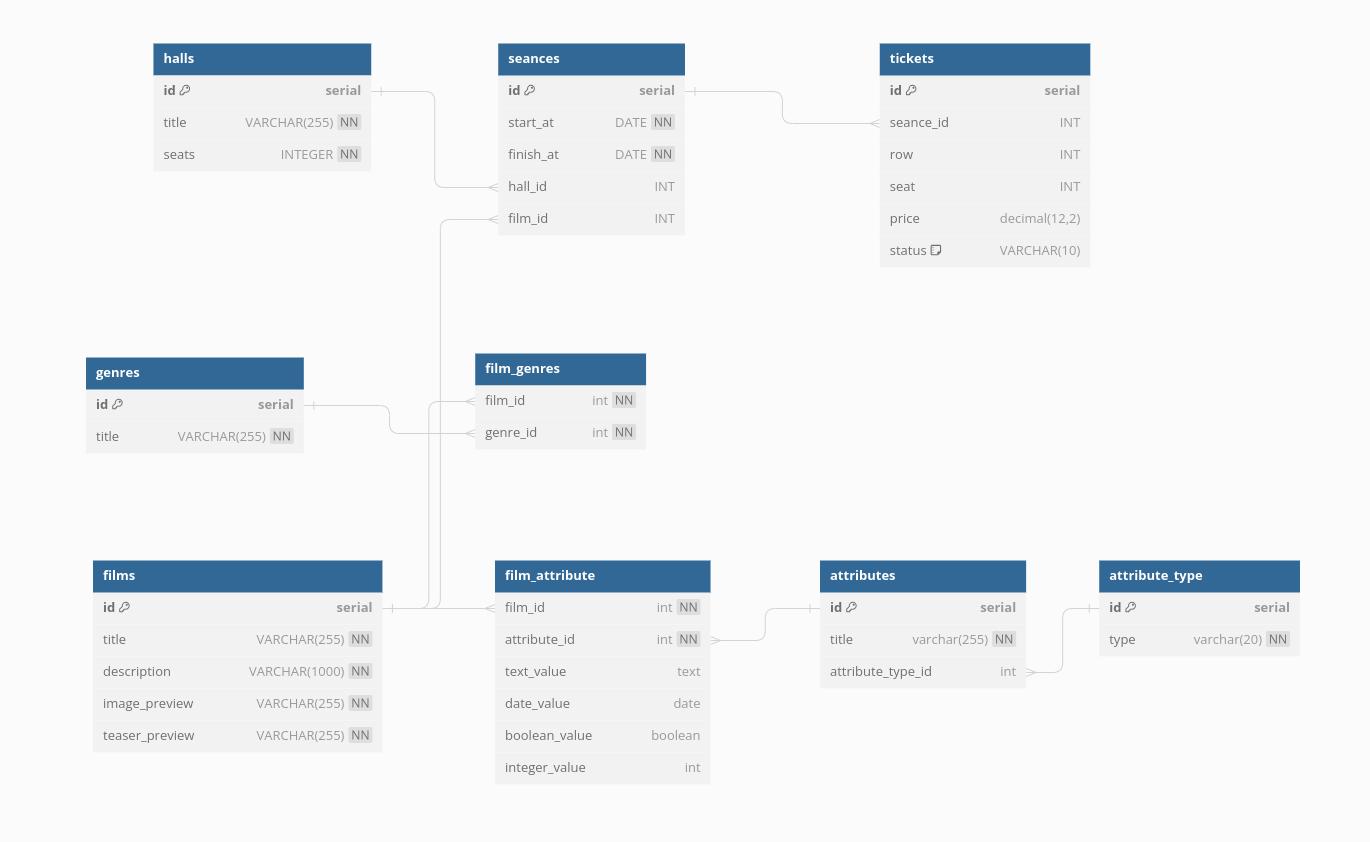 halls
id serial
title VARCHAR(255) NN
seats INTEGER NN
seances
id serial
start_at DATE NN
finish_at DATE NN
hall_id INT
film_id INT
tickets
id serial
seance_id INT
row INT
seat INT
price decimal(12,2)
status VARCHAR(10)
genres
id serial
title VARCHAR(255) NN
film_genres
film_id int NN
genre_id int NN
films
id serial
title VARCHAR(255) NN
description VARCHAR(1000) NN
image_preview VARCHAR(255) NN
teaser_preview VARCHAR(255) NN
film_attribute
film_id int NN
attribute_id int NN
text_value text
date_value date
boolean_value boolean
integer_value int
attributes
id serial
title varchar(255) NN
attribute_type_id int
attribute_type
id serial
type varchar(20) NN